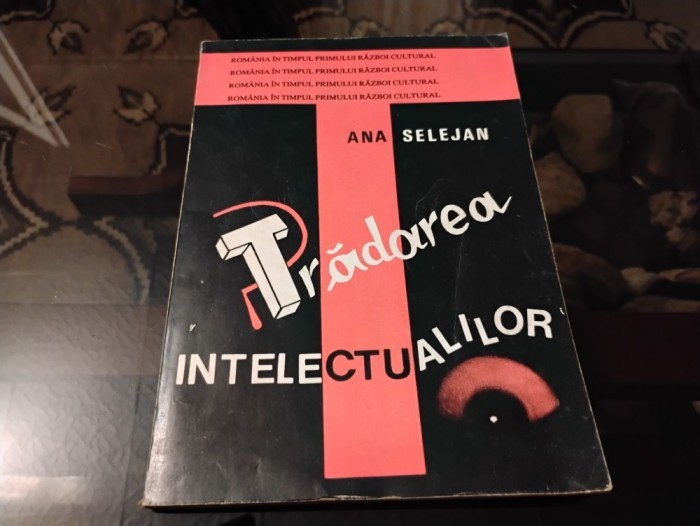 ROMÂNIA ÎN TIMPUL PRIMULUI RĂZBOI CULTURAL
ROMÂNIA ÎN TIMPUL PRIMULUI RĂZBOI CULTURAL
ROMÂNIA ÎN TIMPUL PRIMULUI RĂZBOI CULTURAL
ROMÂNIA ÎN TIMPUL PRIMULUI RĂZBOI CULTURAL
ANA SELEJAN
Trădarea
INTELECTUALILOR